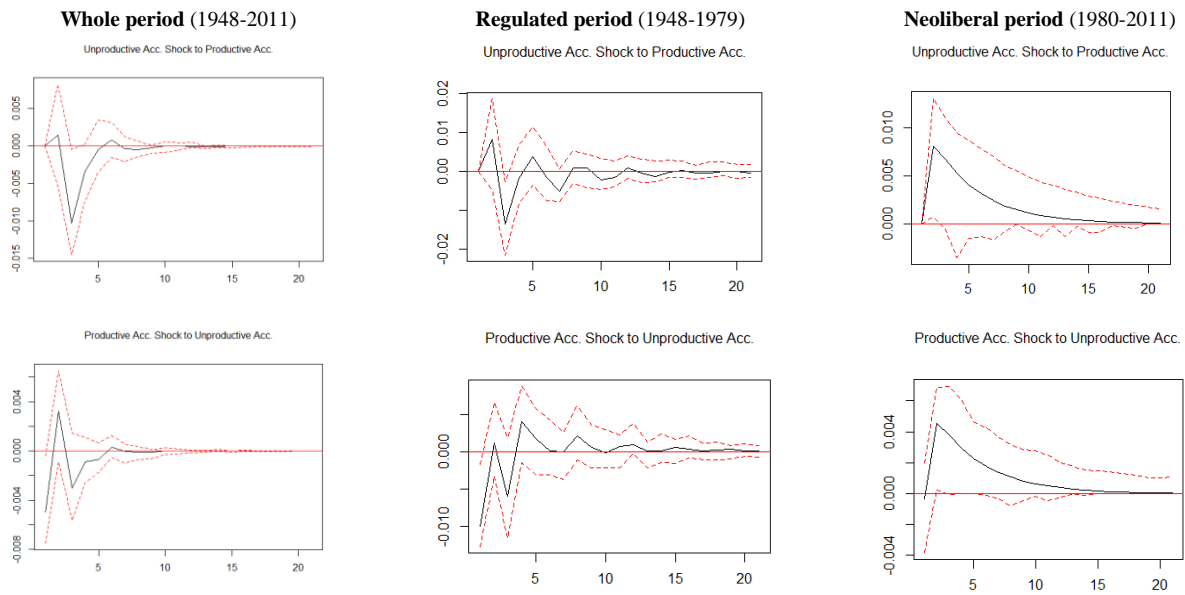 Whole period (1948-2011)
Regulated period (1948-1979)
Neoliberal period (1980-2011)
Unproductive Acc. Shock to Productive Acc.
0.005
0.000
-0.005
-0.010
-0.015
5 10 15 20
Unproductive Acc. Shock to Productive Acc.
0.02
0.01
0.00
-0.02
5 10 15 20
Unproductive Acc. Shock to Productive Acc.
0.010
0.005
0.000
5 10 15 20
Productive Acc. Shock to Unproductive Acc.
0.004
0.000
-0.004
-0.008
5 10 15 20
Productive Acc. Shock to Unproductive Acc.
0.000
-0.010
5 10 15 20
Productive Acc. Shock to Unproductive Acc.
0.004
0.000
-0.004
5 10 15 20